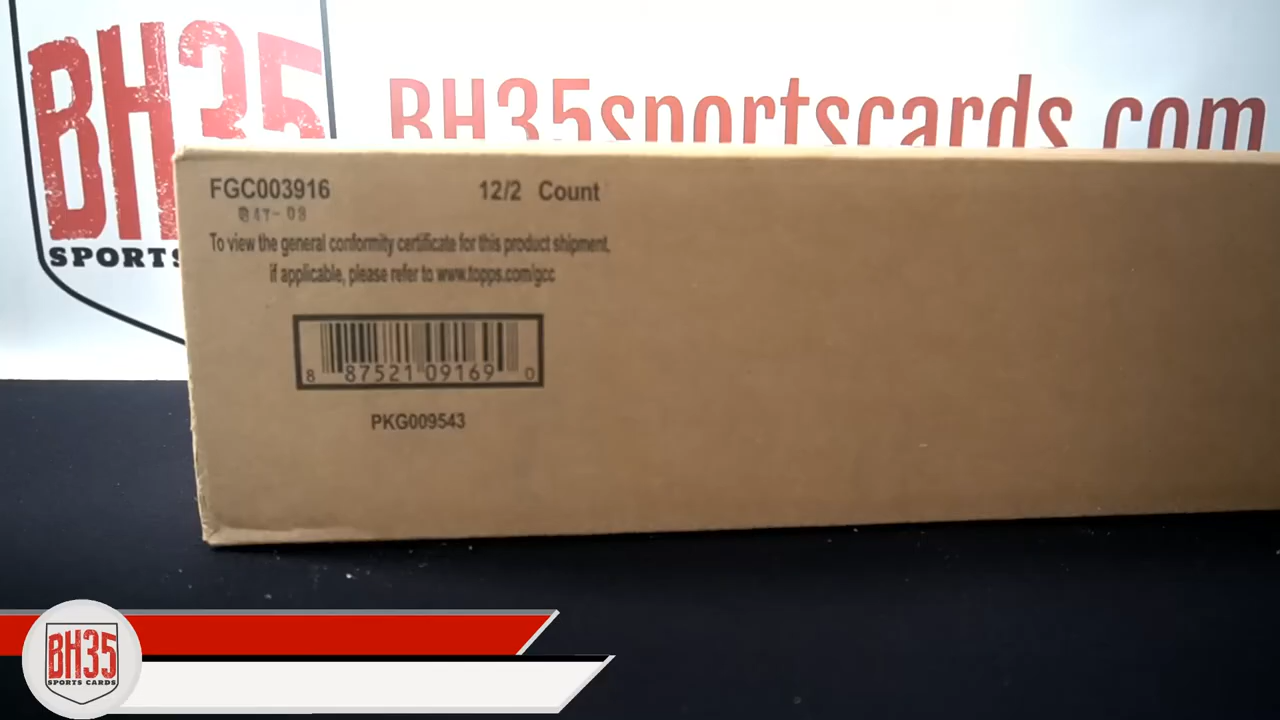 BH35
SPORTS
BH35sportscards.com
FGC003916
12/2 Count
To view the general conformity certificate for this product shipment,
if applicable, please refer to www.topps.com/gcc
8 87521 09169 0
PKG009543
BH35
SPORTS CARDS